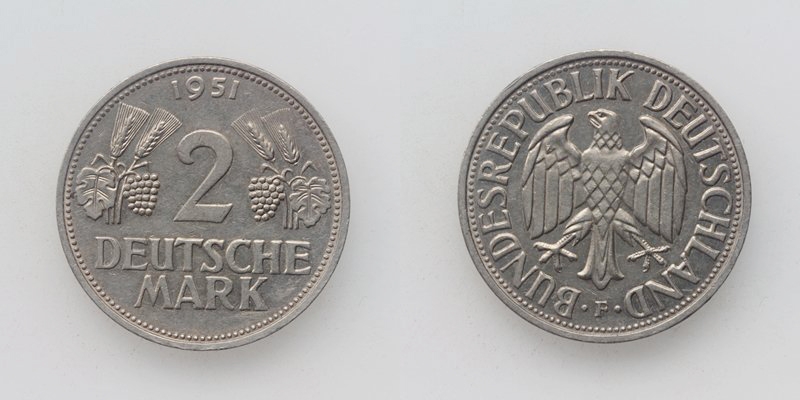 1951
2
DEUTSCHE
MARK
BUNDESREPUBLIK DEUTSCHLAND
· F ·